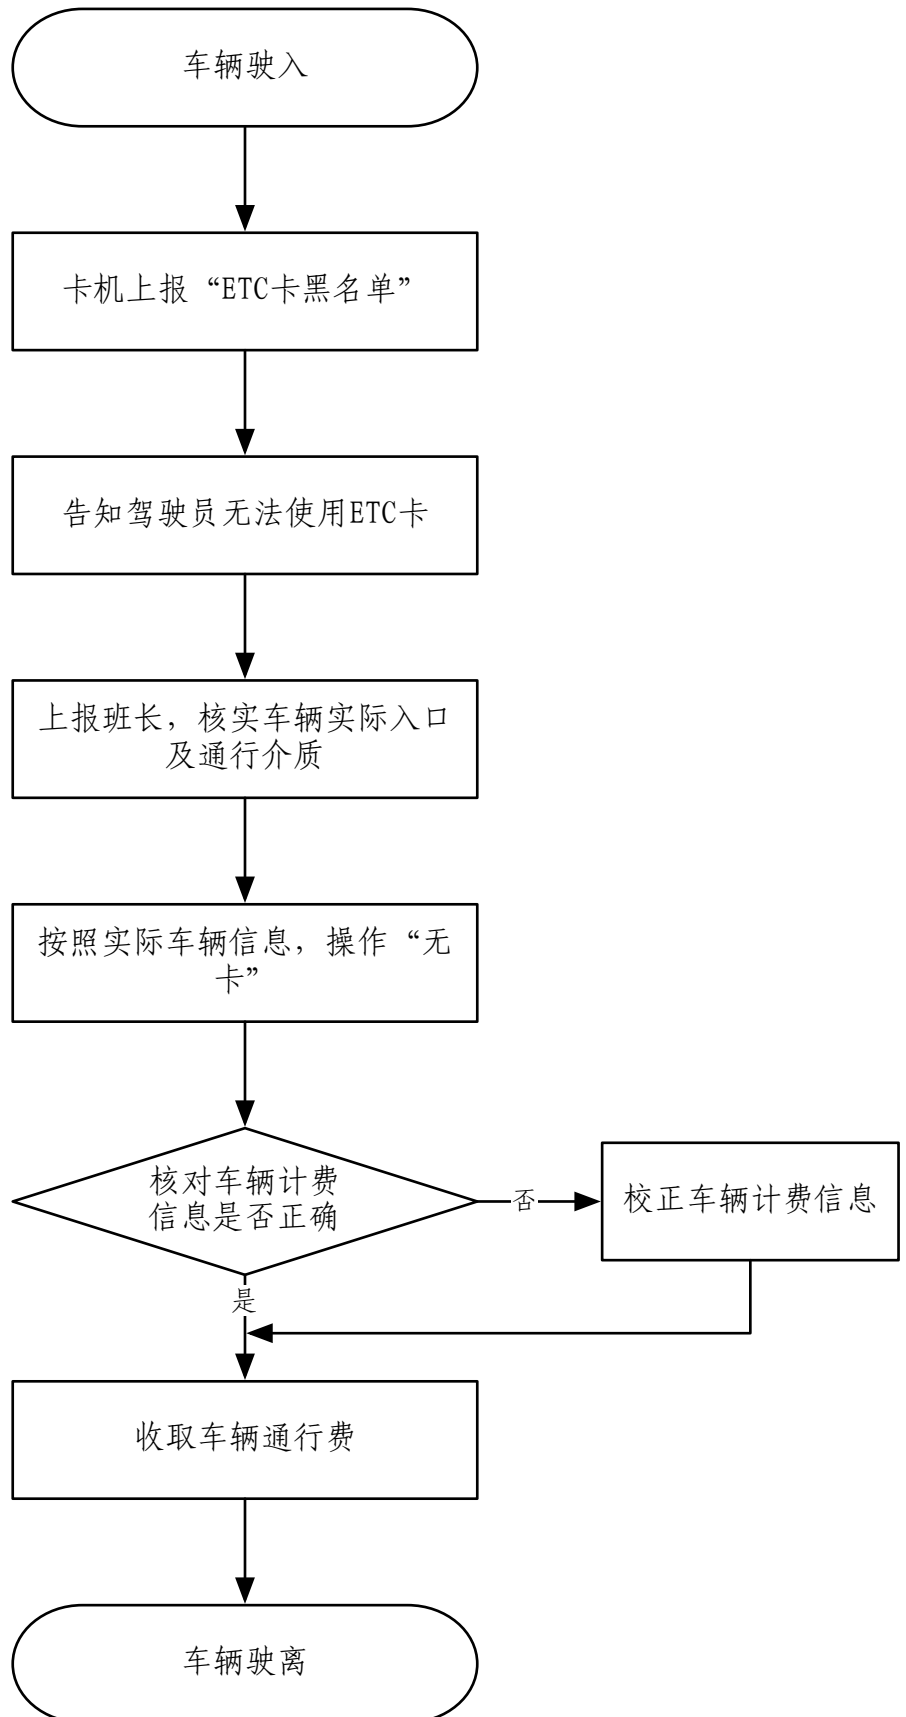 车辆驶入
卡机上报“ETC卡黑名单”
告知驾驶员无法使用ETC卡
上报班长，核实车辆实际入口
及通行介质
按照实际车辆信息，操作“无
卡”
核对车辆计费
信息是否正确
否
校正车辆计费信息
是
收取车辆通行费
车辆驶离